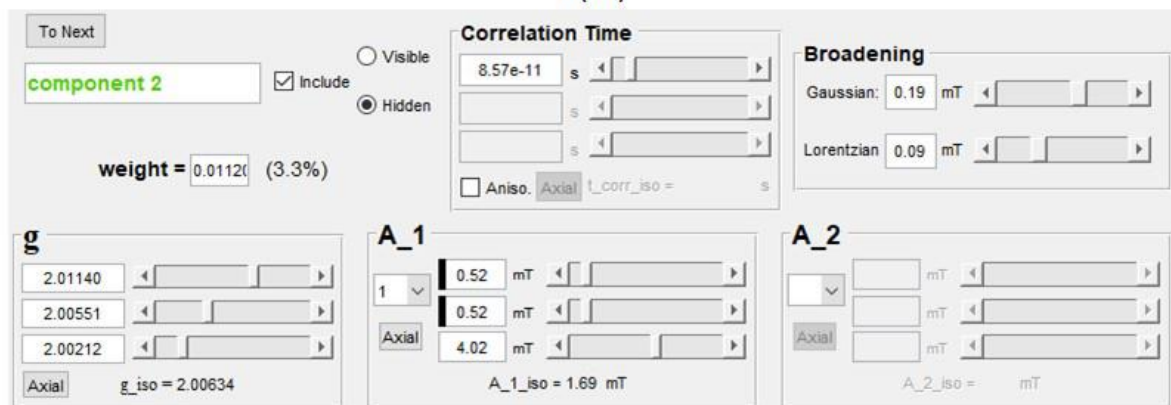 To Next
component 2
Include
Visible
Hidden
weight = 0.01120 (3.3%)
Correlation Time
8.57e-11 s
s
s
Aniso. Axial t_corr_iso = s
Broadening
Gaussian: 0.19 mT
Lorentzian 0.09 mT
g
2.01140
2.00551
2.00212
Axial g_iso = 2.00634
A_1
1
Axial
0.52 mT
0.52 mT
4.02 mT
A_1_iso = 1.69 mT
A_2
Axial
mT
mT
mT
A_2_iso = mT